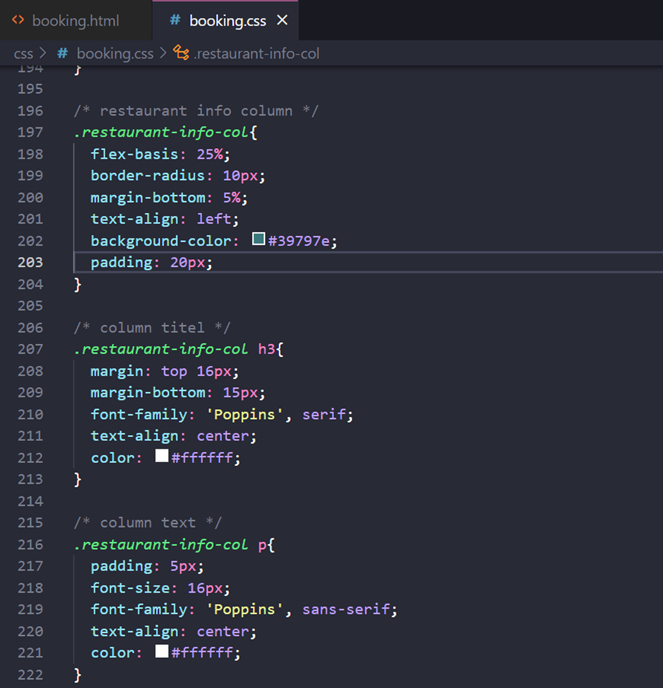 booking.html
booking.css
css > booking.css > .restaurant-info-col
194 }
195
196 /* restaurant info column */
197 .restaurant-info-col{
198 flex-basis: 25%;
199 border-radius: 10px;
200 margin-bottom: 5%;
201 text-align: left;
202 background-color: #39797e;
203 padding: 20px;
204 }
205
206 /* column titel */
207 .restaurant-info-col h3{
208 margin: top 16px;
209 margin-bottom: 15px;
210 font-family: 'Poppins', serif;
211 text-align: center;
212 color: #ffffff;
213 }
214
215 /* column text */
216 .restaurant-info-col p{
217 padding: 5px;
218 font-size: 16px;
219 font-family: 'Poppins', sans-serif;
220 text-align: center;
221 color: #ffffff;
222 }